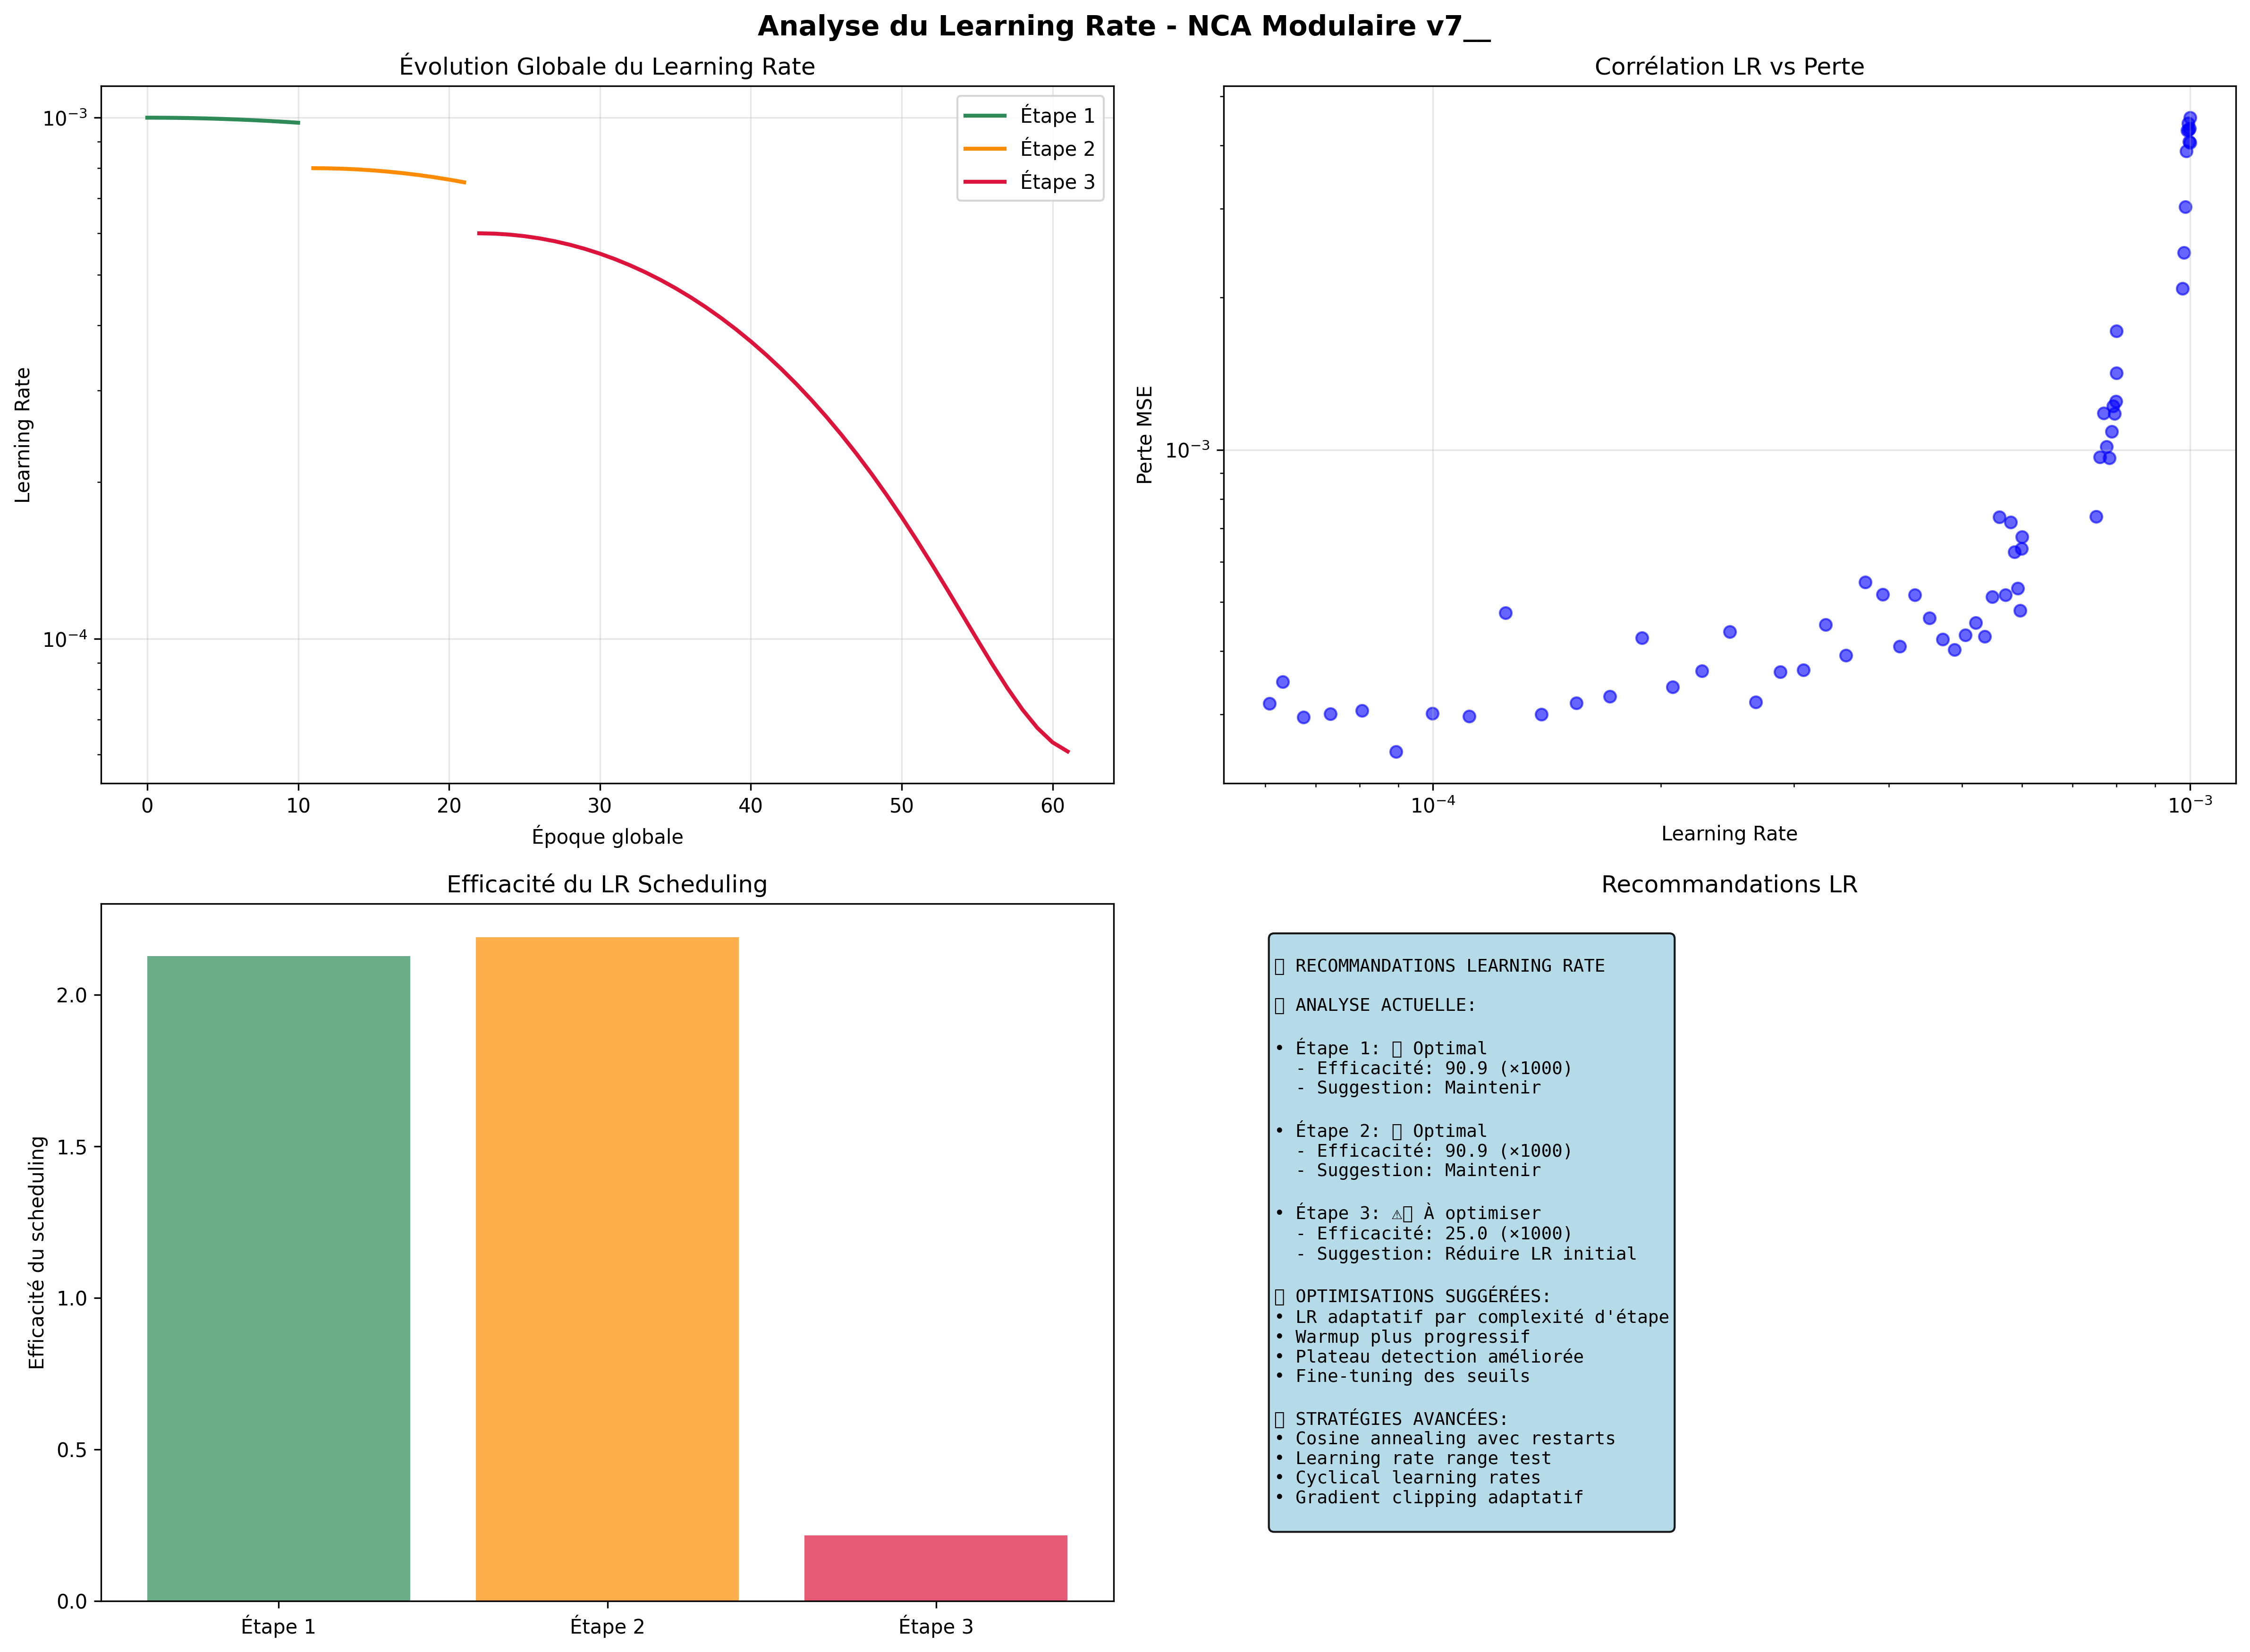 Analyse du Learning Rate - NCA Modulaire v7__
Évolution Globale du Learning Rate
10⁻³
10⁻⁴
Learning Rate
0 10 20 30 40 50 60
Époque globale
Étape 1
Étape 2
Étape 3
Corrélation LR vs Perte
10⁻³
Perte MSE
10⁻⁴ 10⁻³
Learning Rate
Efficacité du LR Scheduling
2.0
1.5
1.0
0.5
0.0
Efficacité du scheduling
Étape 1 Étape 2 Étape 3
Recommandations LR
▯ RECOMMANDATIONS LEARNING RATE
▯ ANALYSE ACTUELLE:
• Étape 1: ▯ Optimal
- Efficacité: 90.9 (×1000)
- Suggestion: Maintenir
• Étape 2: ▯ Optimal
- Efficacité: 90.9 (×1000)
- Suggestion: Maintenir
• Étape 3: ⚠▯ À optimiser
- Efficacité: 25.0 (×1000)
- Suggestion: Réduire LR initial
▯ OPTIMISATIONS SUGGÉRÉES:
• LR adaptatif par complexité d'étape
• Warmup plus progressif
• Plateau detection améliorée
• Fine-tuning des seuils
▯ STRATÉGIES AVANCÉES:
• Cosine annealing avec restarts
• Learning rate range test
• Cyclical learning rates
• Gradient clipping adaptatif